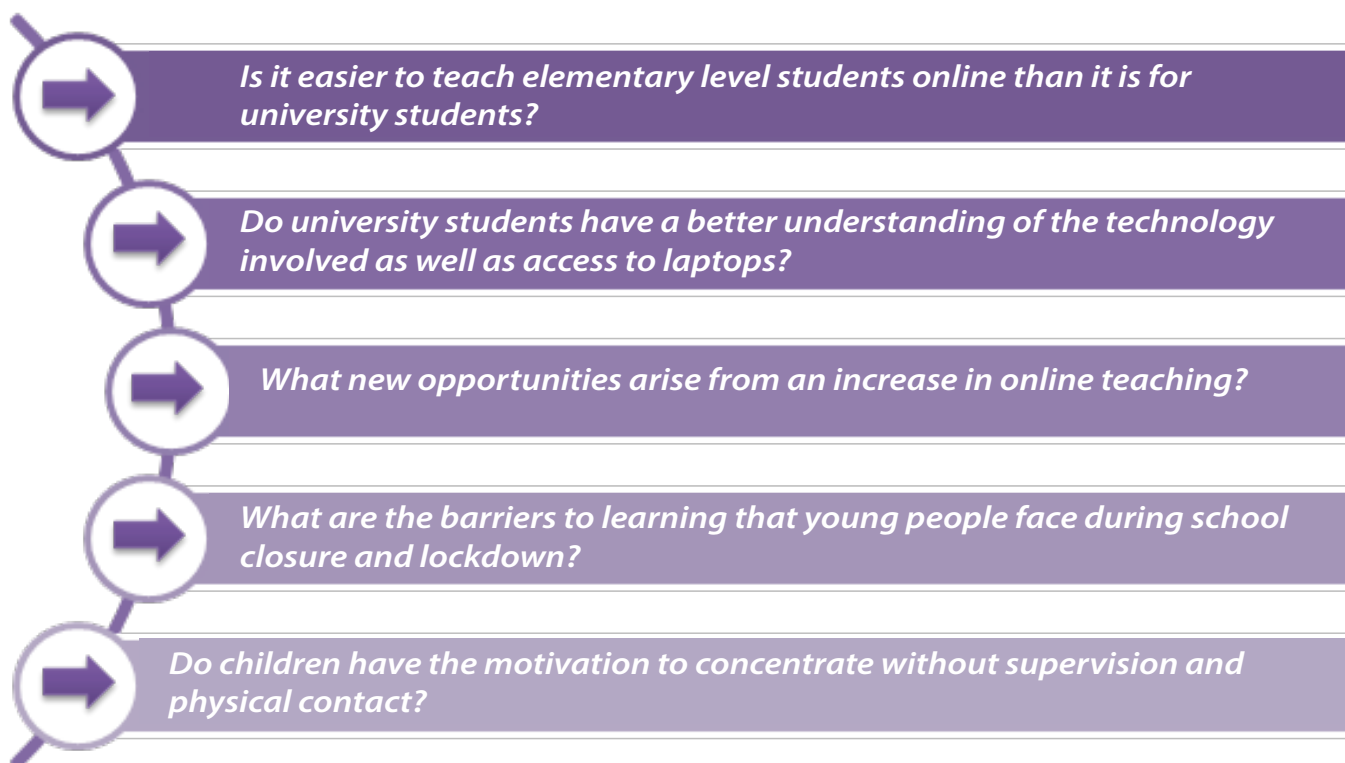 Is it easier to teach elementary level students online than it is for
university students?
Do university students have a better understanding of the technology
involved as well as access to laptops?
What new opportunities arise from an increase in online teaching?
What are the barriers to learning that young people face during school
closure and lockdown?
Do children have the motivation to concentrate without supervision and
physical contact?